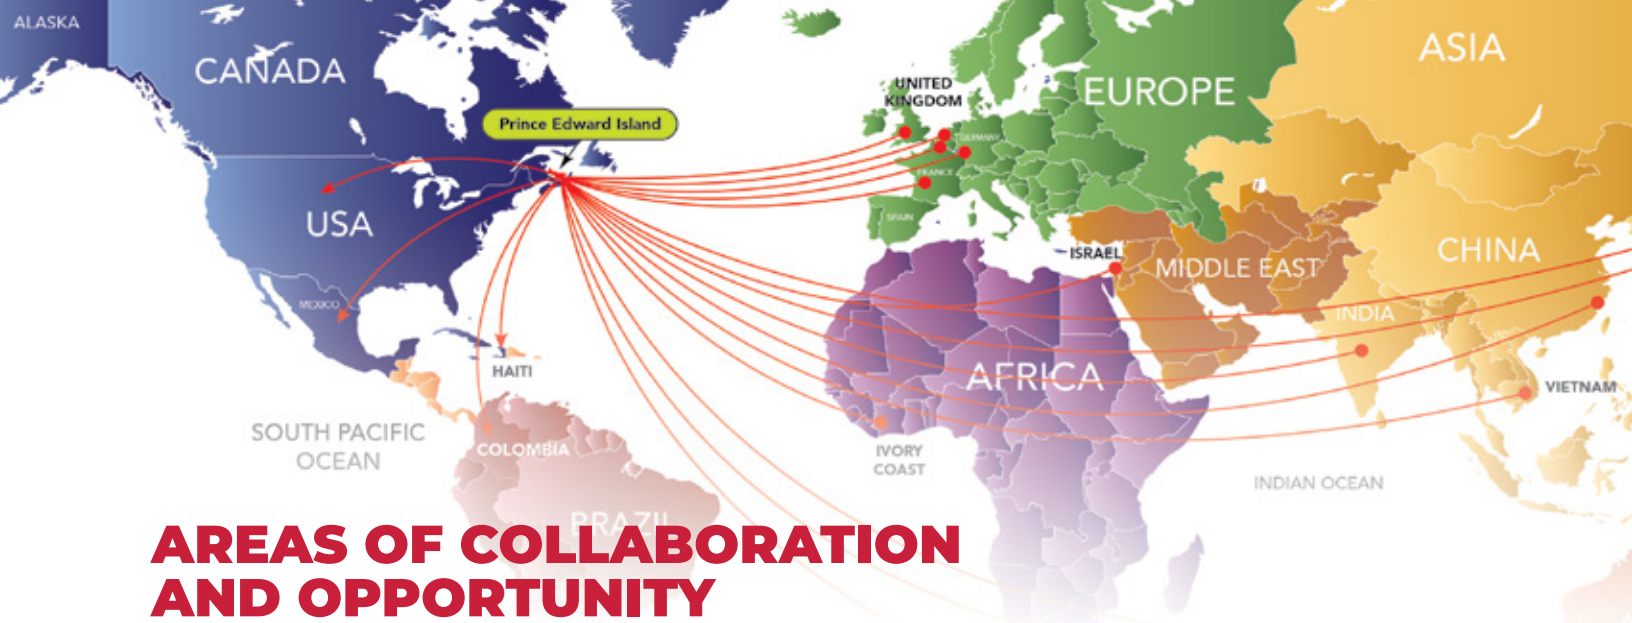 ALASKA
CANADA
ASIA
UNITED
KINGDOM
EUROPE
Prince Edward Island
GERMANY
FRANCE
USA
SPAIN
ISRAEL
MIDDLE EAST
CHINA
MEXICO
INDIA
HAITI
AFRICA
VIETNAM
SOUTH PACIFIC
OCEAN
COLOMBIA
IVORY
COAST
INDIAN OCEAN
BRAZIL
AREAS OF COLLABORATION
AND OPPORTUNITY